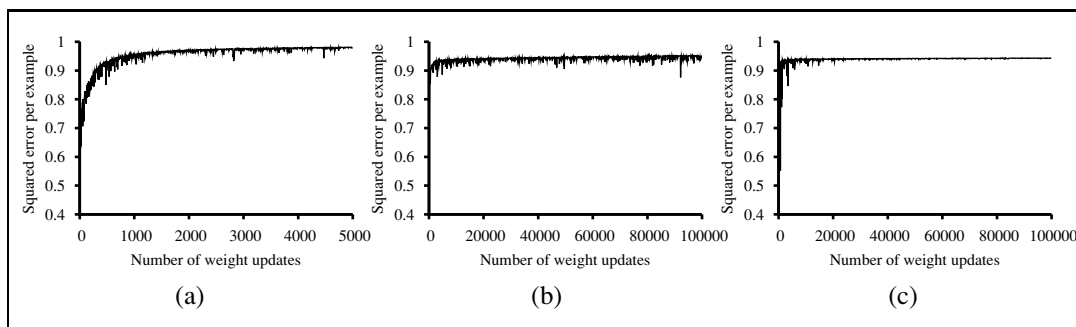 Squared error per example
1
0.9
0.8
0.7
0.6
0.5
0.4
0 1000 2000 3000 4000 5000
Number of weight updates
(a)
Squared error per example
1
0.9
0.8
0.7
0.6
0.5
0.4
0 20000 40000 60000 80000 100000
Number of weight updates
(b)
Squared error per example
1
0.9
0.8
0.7
0.6
0.5
0.4
0 20000 40000 60000 80000 100000
Number of weight updates
(c)